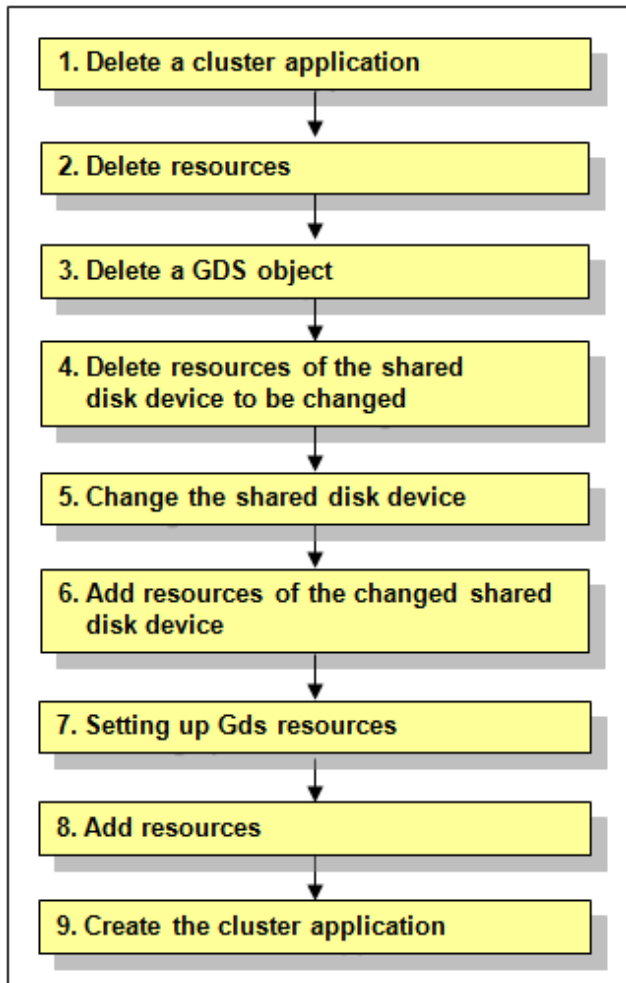 1. Delete a cluster application
2. Delete resources
3. Delete a GDS object
4. Delete resources of the shared
disk device to be changed
5. Change the shared disk device
6. Add resources of the changed shared
disk device
7. Setting up Gds resources
8. Add resources
9. Create the cluster application